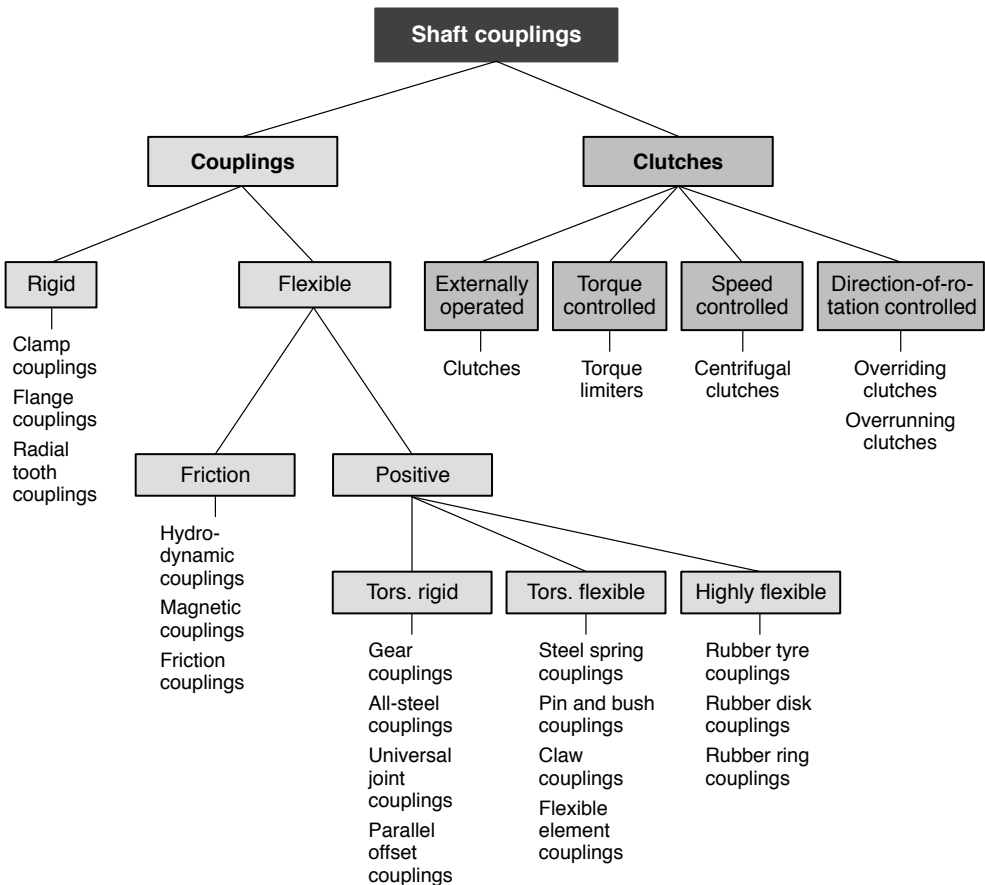 Shaft couplings
Couplings
Clutches
Rigid
Flexible
Externally
operated
Torque
controlled
Speed
controlled
Direction-of-ro-
tation controlled
Clamp
couplings
Flange
couplings
Radial
tooth
couplings
Clutches
Torque
limiters
Centrifugal
clutches
Overriding
clutches
Overrunning
clutches
Friction
Positive
Hydro-
dynamic
couplings
Magnetic
couplings
Friction
couplings
Tors. rigid
Tors. flexible
Highly flexible
Gear
couplings
All-steel
couplings
Universal
joint
couplings
Parallel
offset
couplings
Steel spring
couplings
Pin and bush
couplings
Claw
couplings
Flexible
element
couplings
Rubber tyre
couplings
Rubber disk
couplings
Rubber ring
couplings